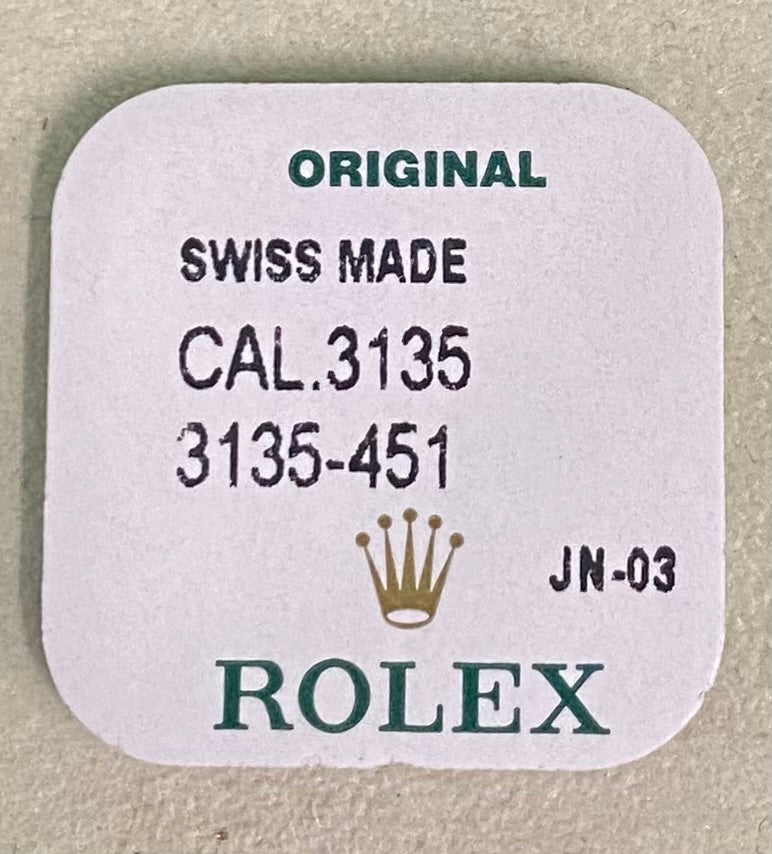 ORIGINAL
SWISS MADE
CAL.3135
3135-451
JN-03
ROLEX